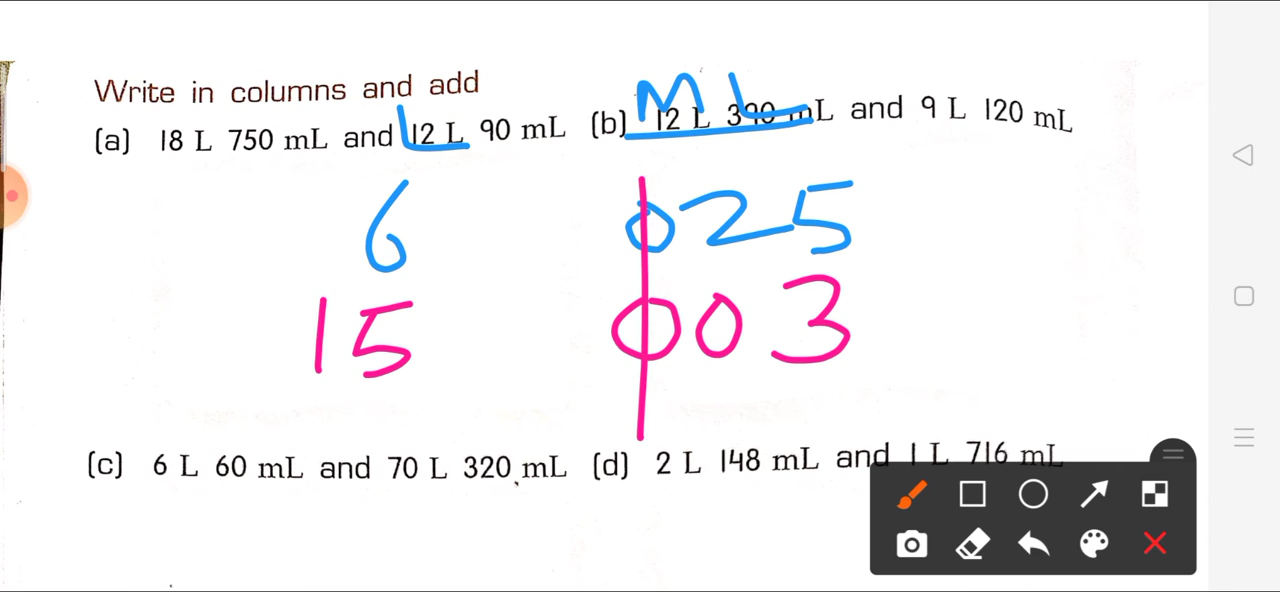 Write in columns and add
(a) 18 L 750 mL and 12 L 90 mL (b) 12 L 390 mL and 9 L 120 mL
L ML
6 025
15 003
(c) 6 L 60 mL and 70 L 320 mL (d) 2 L 148 mL and 1 L 716 mL